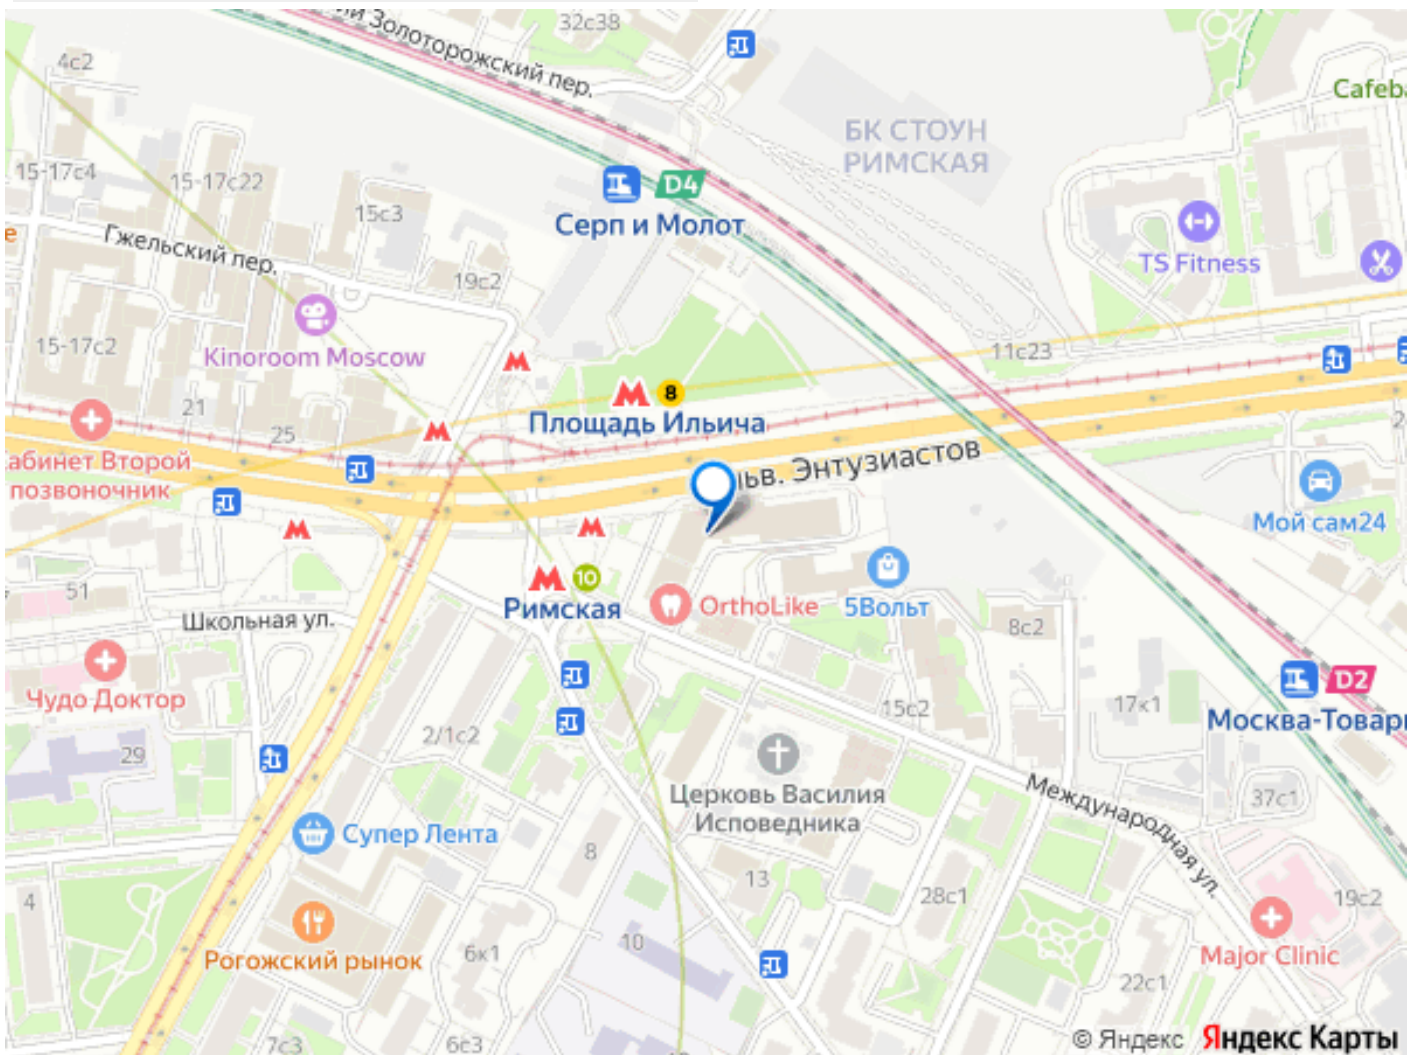 Золоторожский пер.
32с38
4с2
Cafeba
БК СТОУН
РИМСКАЯ
15-17с4
15-17с22
D4
15с3
Серп и Молот
е
Гжельский пер.
TS Fitness
19с2
Kinoroom Moscow
15-17с2
11с23
8
Площадь Ильича
21
25
абинет Второй
позвоночник
ьв. Энтузиастов
Мой сам24
51
10
Римская
OrthoLike
5Вольт
Школьная ул.
8с2
Чудо Доктор
D2
17к1
15с2
Москва-Товар
29
2/1с2
Церковь Василия
Исповедника
Международная ул.
37с1
Супер Лента
8
13
28с1
19с2
4
Рогожский рынок
6к1
10
Major Clinic
22с1
7с3
6с3
© Яндекс Яндекс Карты